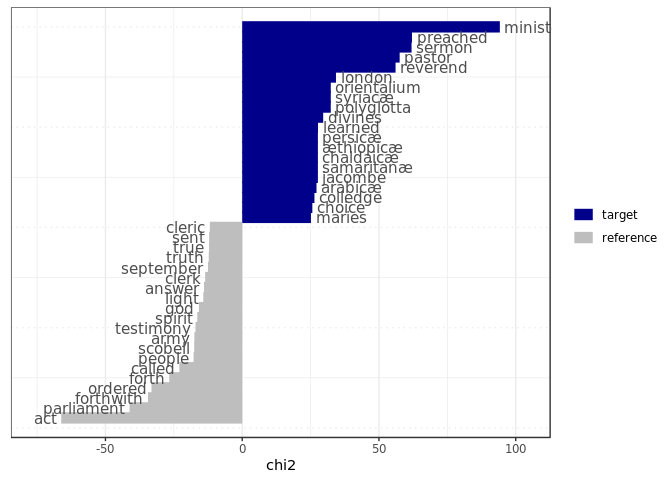 minist
preached
sermon
pastor
reverend
london
orientalium
syriacæ
polyglotta
divines
learned
persicæ
æthiopicæ
chaldaicæ
samaritanæ
jacombe
arabicæ
colledge
choice
maries
cleric
sent
true
truth
september
clerk
answer
light
god
spirit
testimony
army
scobell
people
called
forth
ordered
forthwith
parliament
act
target
reference
-50 0 50 100
chi2